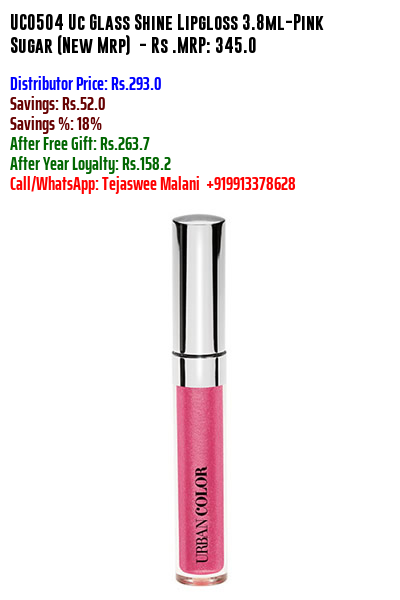 UC0504 Uc Glass Shine Lipgloss 3.8ml-Pink
Sugar (New Mrp) - Rs .MRP: 345.0
Distributor Price: Rs.293.0
Savings: Rs.52.0
Savings %: 18%
After Free Gift: Rs.263.7
After Year Loyalty: Rs.158.2
Call/WhatsApp: Tejaswee Malani +919913378628
URBAN COLOR